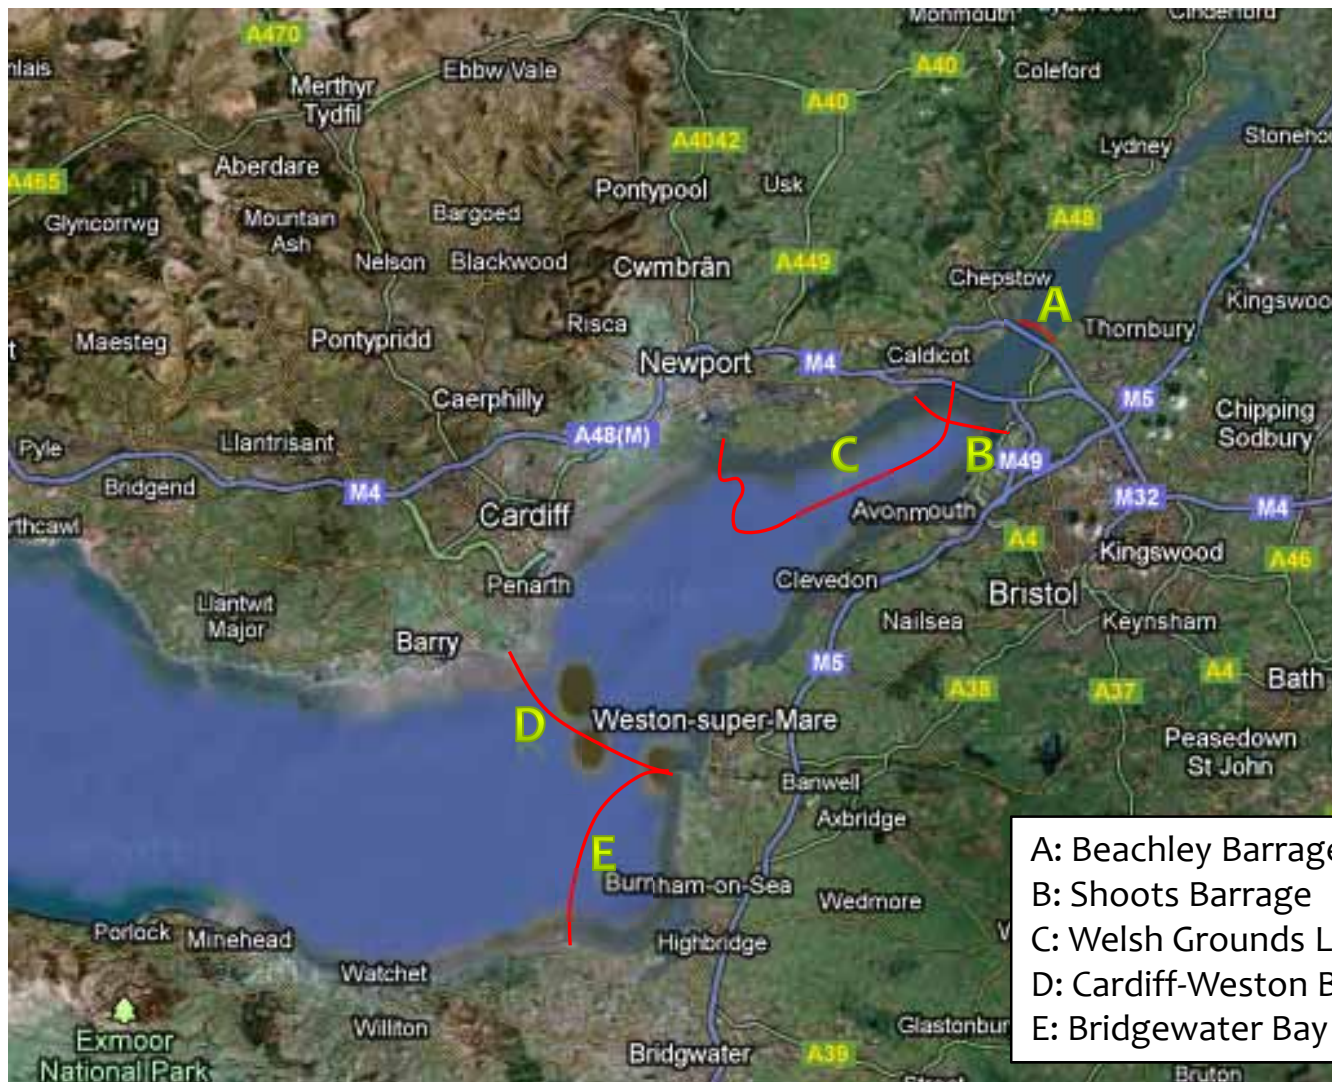 Monmouth
Cinderford
A470
A40
Coleford
Ebbw Vale
Merthyr
Tydfil
A40
A4042
Lydney
Stoneho
Aberdare
A465
Pontypool
Usk
Glyncorrwg
Mountain
Ash
Bargoed
A48
Nelson
Blackwood
Cwmbrân
A449
Chepstow
A
Kingswoo
Risca
Thornbury
Maesteg
Pontypridd
Newport
M4
Caldicot
Caerphilly
M5
Chipping
Sodbury
A48(M)
Pyle
Llantrisant
C
B
M49
Bridgend
M4
M32
M4
rthcawl
Cardiff
Avonmouth
A4
Kingswood
A46
Penarth
Clevedon
Bristol
Llantwit
Major
Nailsea
Keynsham
Barry
M5
A4
Bath
A38
A37
D
Weston-super-Mare
Peasedown
St John
Banwell
Axbridge
E
Burnham-on-Sea
Wedmore
Porlock
Minehead
Highbridge
Watchet
Exmoor
National Park
Williton
Glastonbur
Bridgwater
A39
Street
Bruton
A: Beachley Barrage
B: Shoots Barrage
C: Welsh Grounds L
D: Cardiff-Weston B
E: Bridgewater Bay